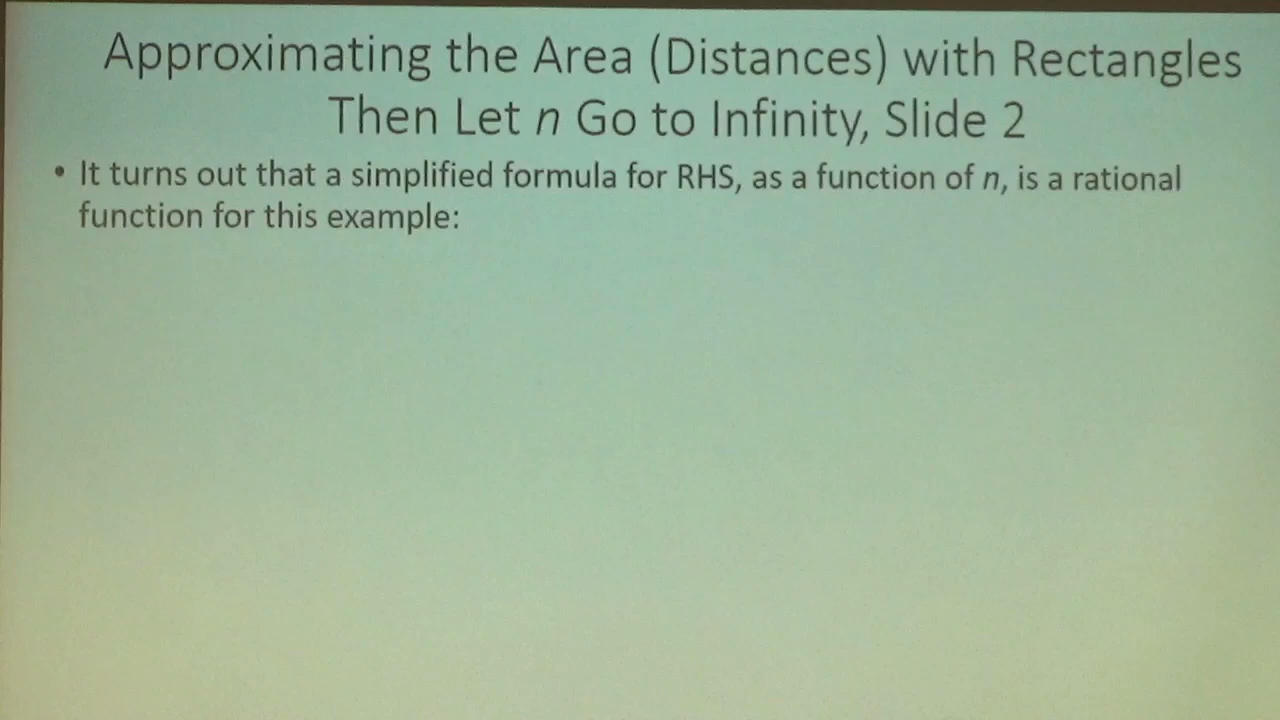 Approximating the Area (Distances) with Rectangles
Then Let n Go to Infinity, Slide 2
• It turns out that a simplified formula for RHS, as a function of n, is a rational
function for this example: